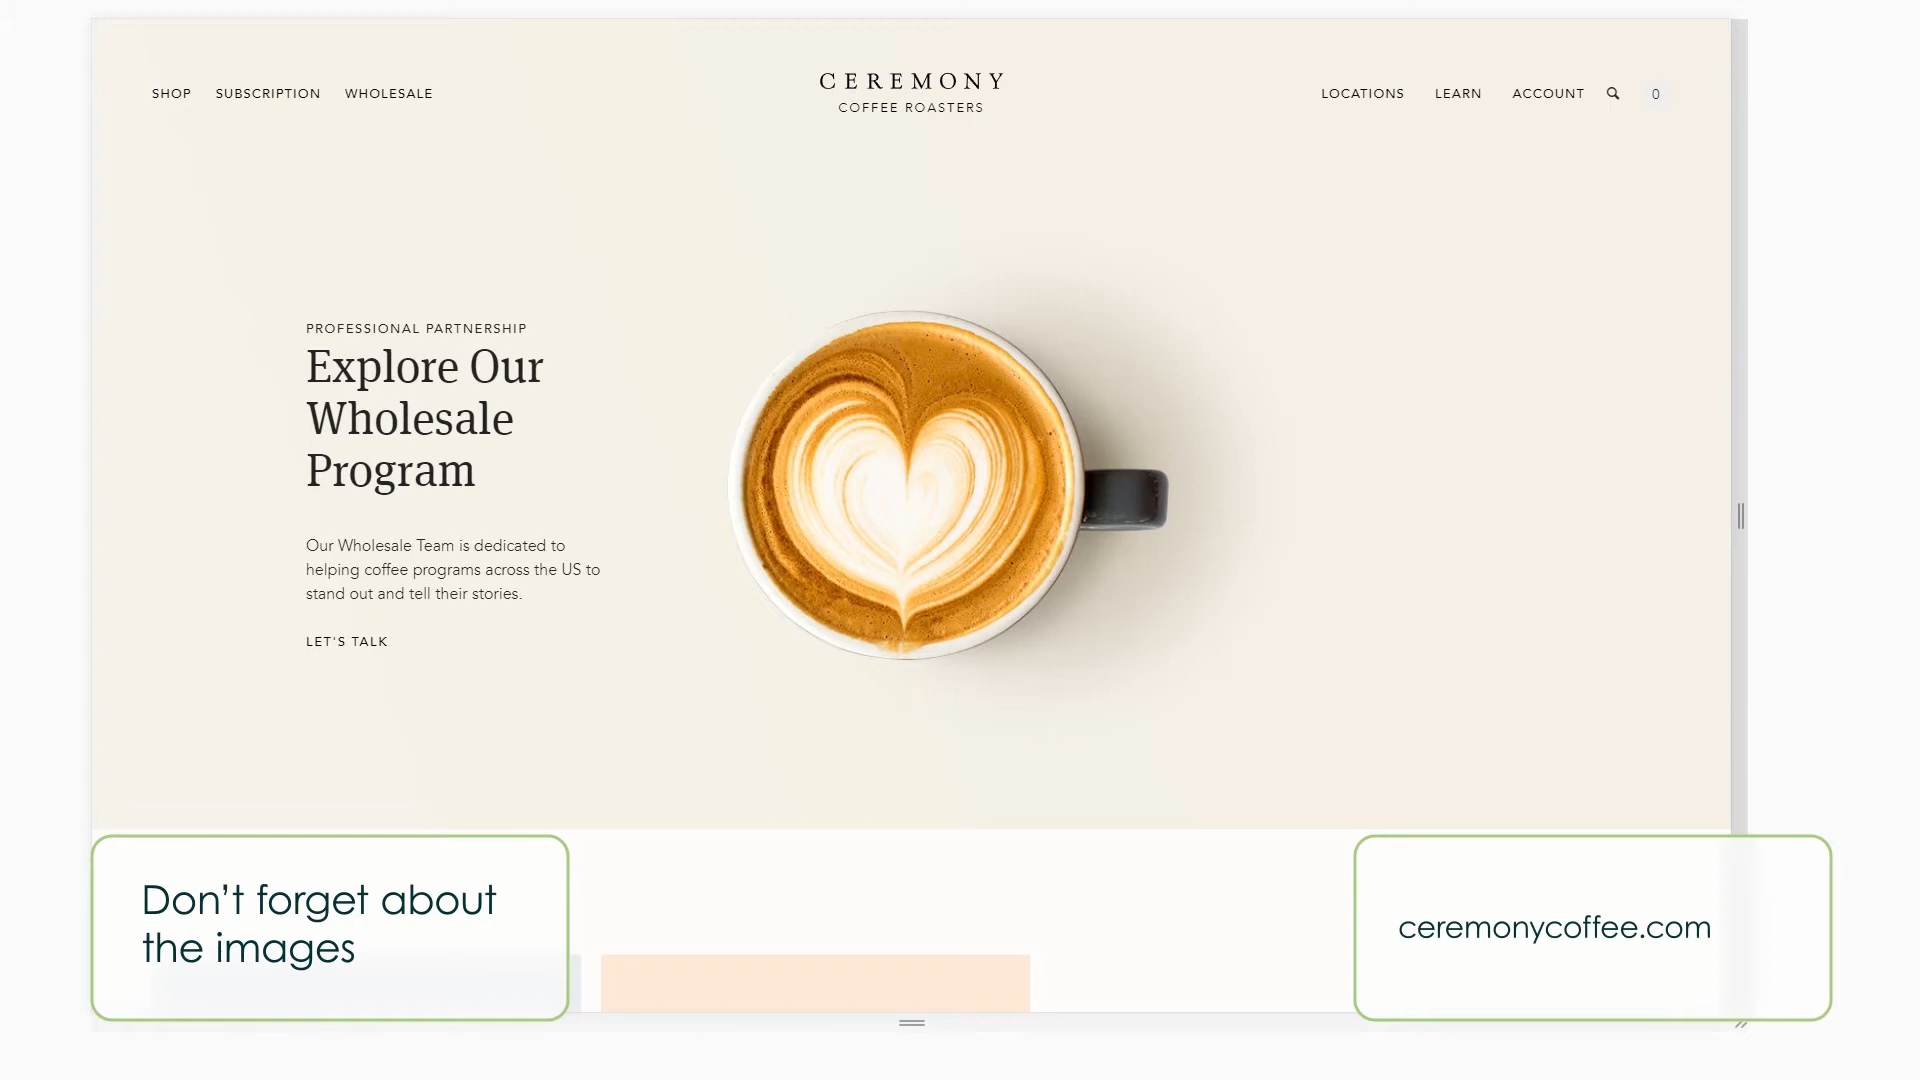 SHOP SUBSCRIPTION WHOLESALE
CEREMONY
COFFEE ROASTERS
LOCATIONS LEARN ACCOUNT 0
PROFESSIONAL PARTNERSHIP
Explore Our
Wholesale
Program
Our Wholesale Team is dedicated to
helping coffee programs across the US to
stand out and tell their stories.
LET'S TALK
Don't forget about
the images
ceremonycoffee.com